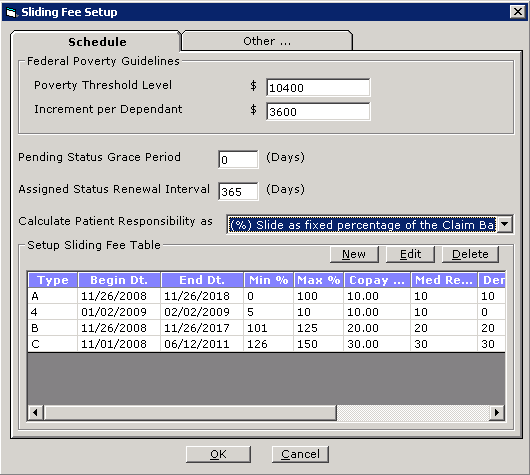 Sliding Fee Setup
Schedule Other ...
Federal Poverty Guidelines
Poverty Threshold Level $ 10400
Increment per Dependant $ 3600
Pending Status Grace Period 0 (Days)
Assigned Status Renewal Interval 365 (Days)
Calculate Patient Responsibility as (%) Slide as fixed percentage of the Claim Ba
Setup Sliding Fee Table
New Edit Delete
Type Begin Dt. End Dt. Min % Max % Copay ... Med Re... Der
A 11/26/2008 11/26/2018 0 100 10.00 10 10
4 01/02/2009 02/02/2009 5 10 10.00 10 0
B 11/26/2008 11/26/2017 101 125 20.00 20 20
C 11/01/2008 06/12/2011 126 150 30.00 30 30
OK Cancel